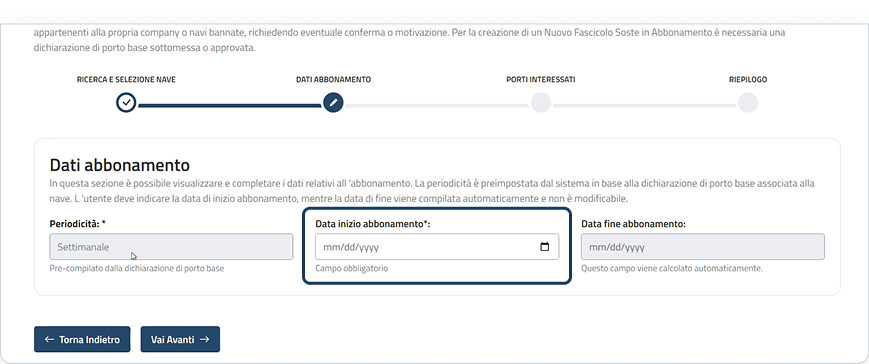 appartenenti alla propria company o navi bannate, richiedendo eventuale conferma o motivazione. Per la creazione di un Nuovo Fascicolo Soste in Abbonamento è necessaria una
dichiarazione di porto base sottomessa o approvata.
RICERCA E SELEZIONE NAVE
DATI ABBONAMENTO
PORTI INTERESSATI
RIEPILOGO
Dati abbonamento
In questa sezione è possibile visualizzare e completare i dati relativi all 'abbonamento. La periodicità è preimpostata dal sistema in base alla dichiarazione di porto base associata alla
nave. L 'utente deve indicare la data di inizio abbonamento, mentre la data di fine viene compilata automaticamente e non è modificabile.
Periodicità: *
Settimanale
Pre-compilato dalla dichiarazione di porto base
Data inizio abbonamento*:
mm/dd/yyyy
Campo obbligatorio
Data fine abbonamento:
mm/dd/yyyy
Questo campo viene calcolato automaticamente.
← Torna Indietro
Vai Avanti →